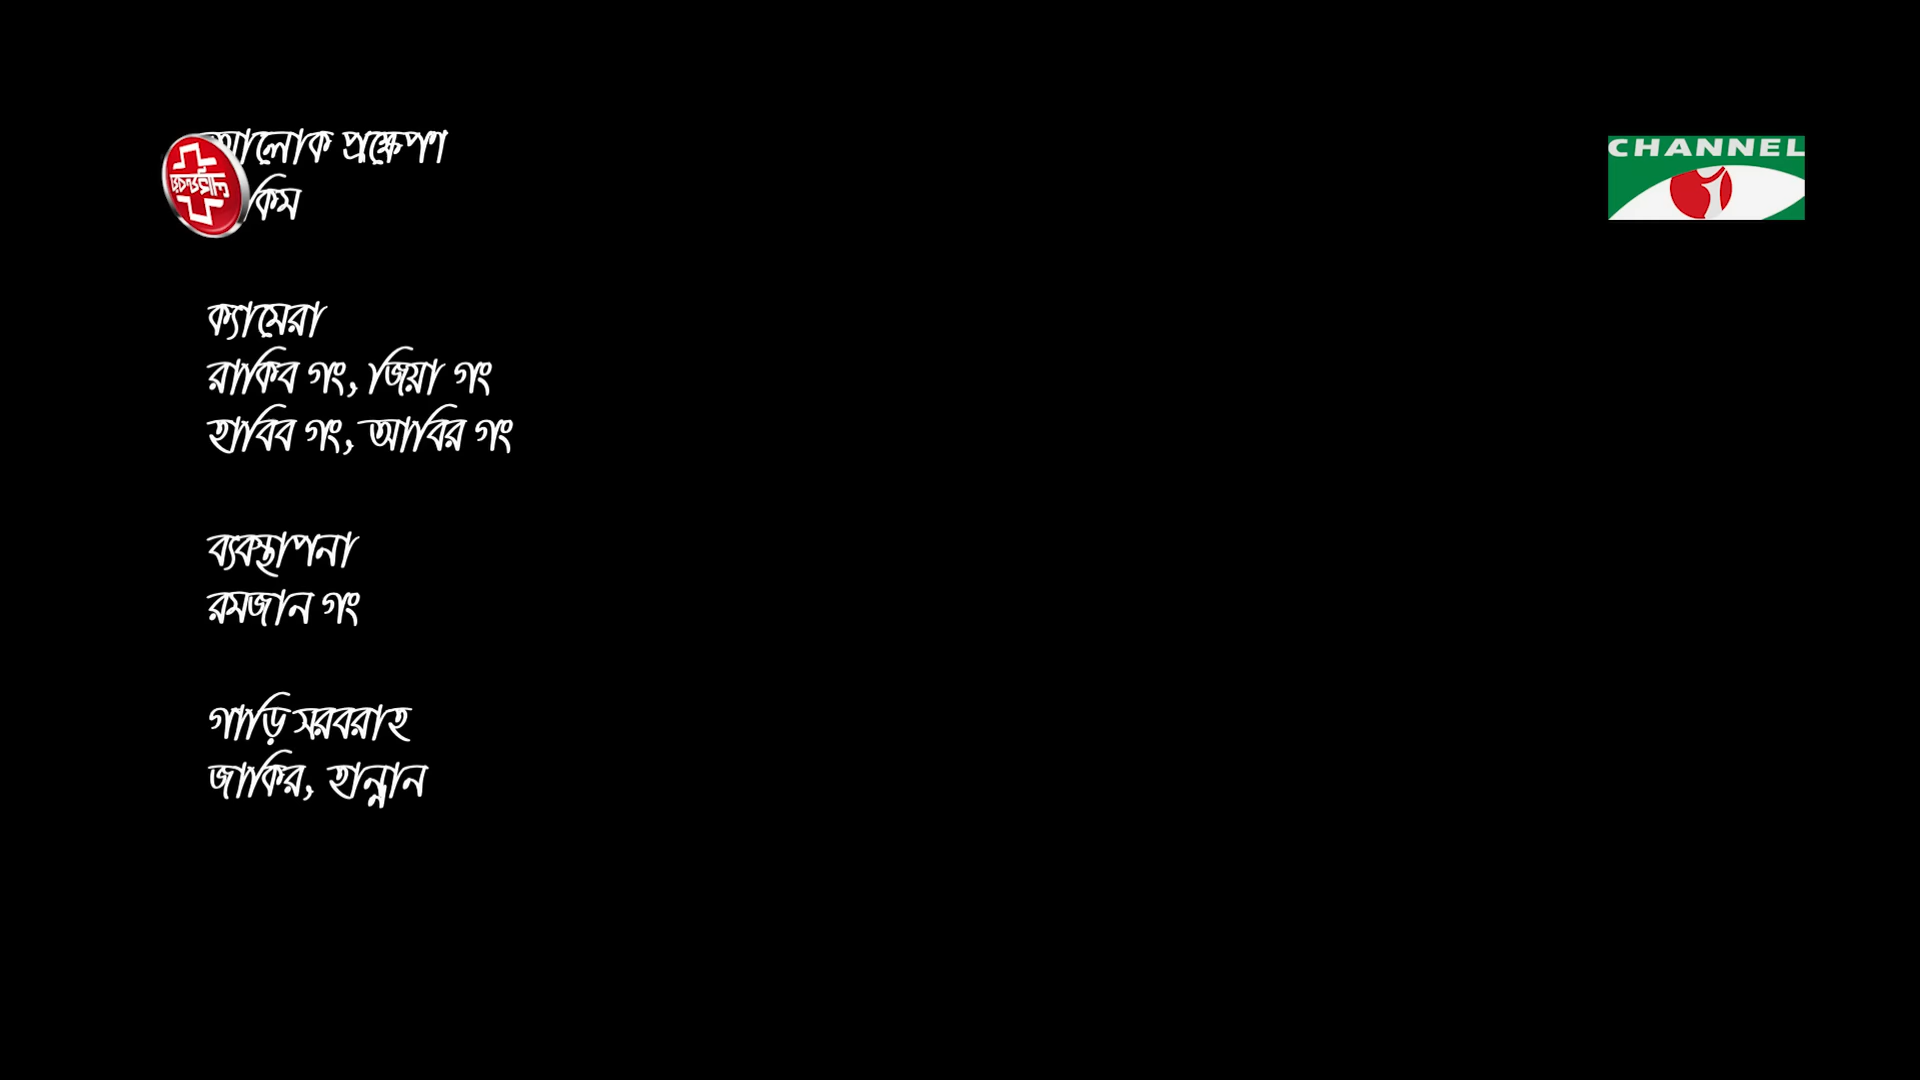 আলোক প্রক্ষেপণ
CHANNEL
ক্যামেরা
রাকিব গং, জিয়া গং
হাবিব গং, আবির গং
ব্যবস্থাপনা
রমজান গং
গাড়ি সরবরাহ
জাকির, হান্নান